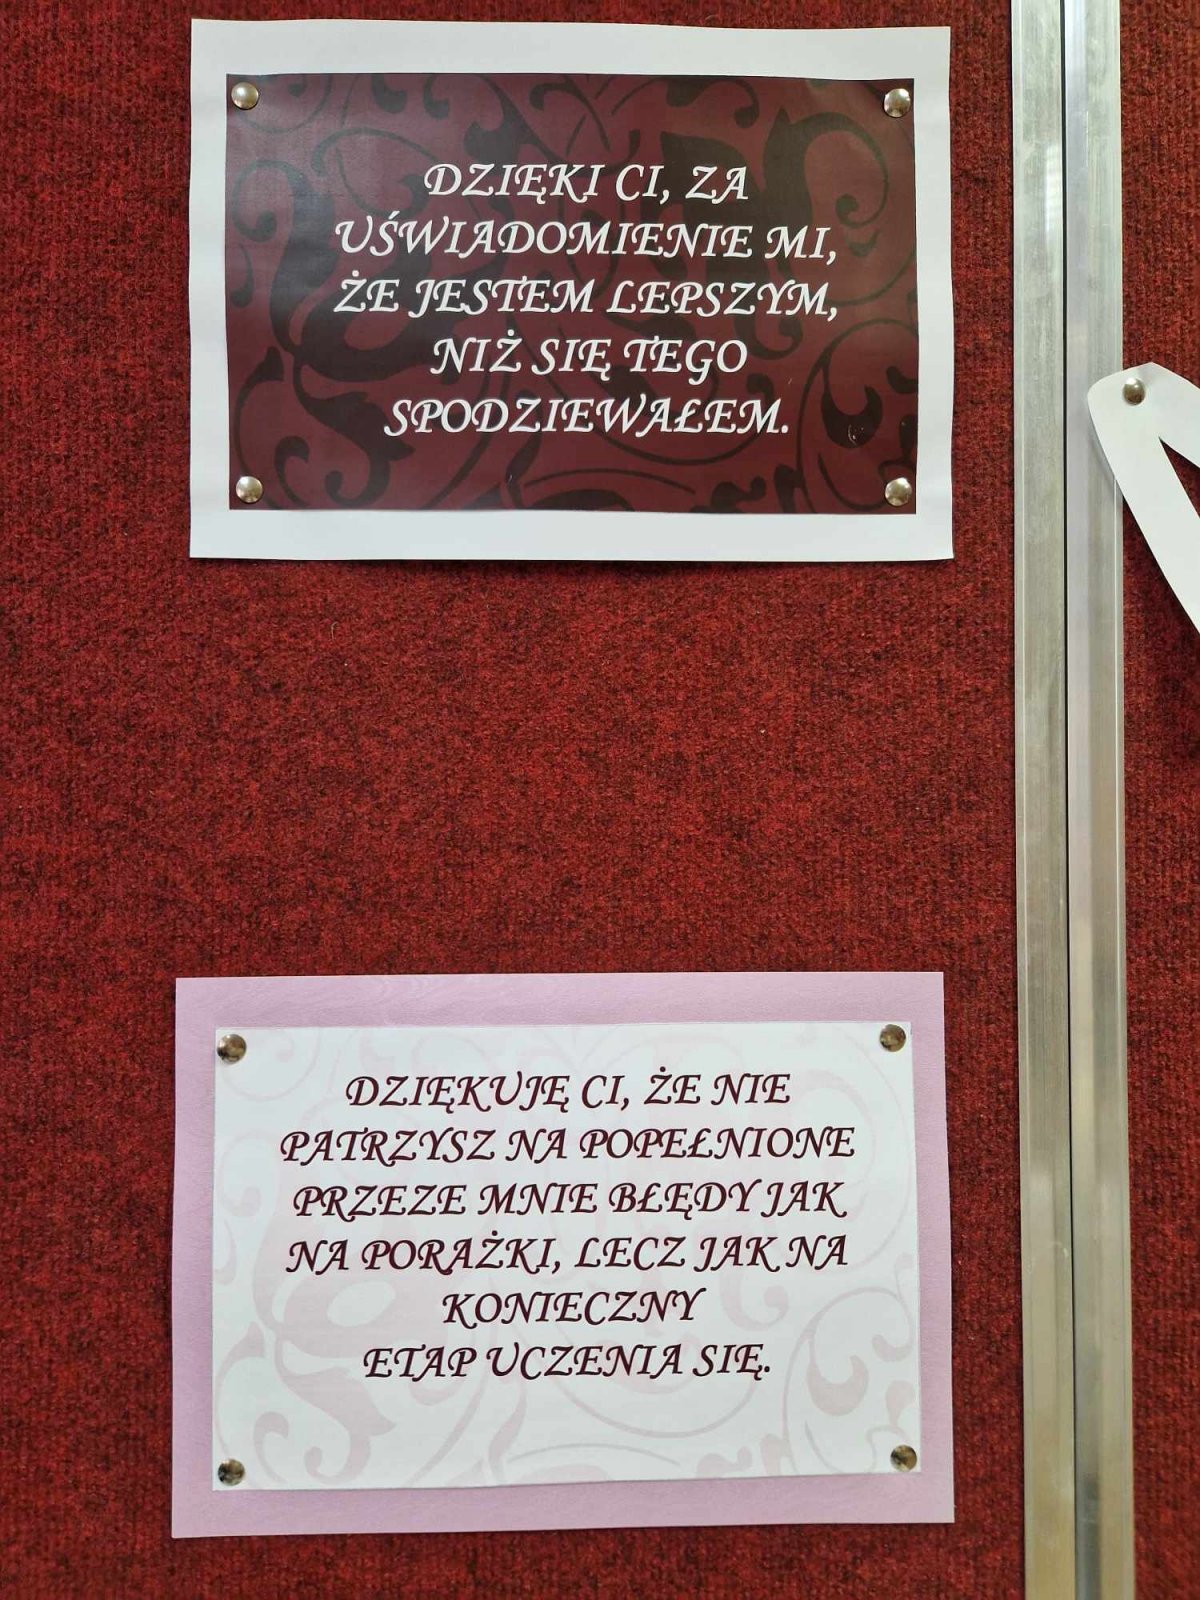 DZIĘKI CI, ZA
UŚWIADOMIENIE MI,
ŻE JESTEM LEPSZYM,
NIŻ SIĘ TEGO
SPODZIEWAŁEM.
DZIĘKUJĘ CI, ŻE NIE
PATRZYSZ NA POPEŁNIONE
PRZEZE MNIE BŁĘDY JAK
NA PORAŻKI, LECZ JAK NA
KONIECZNY
ETAP UCZENIA SIĘ.